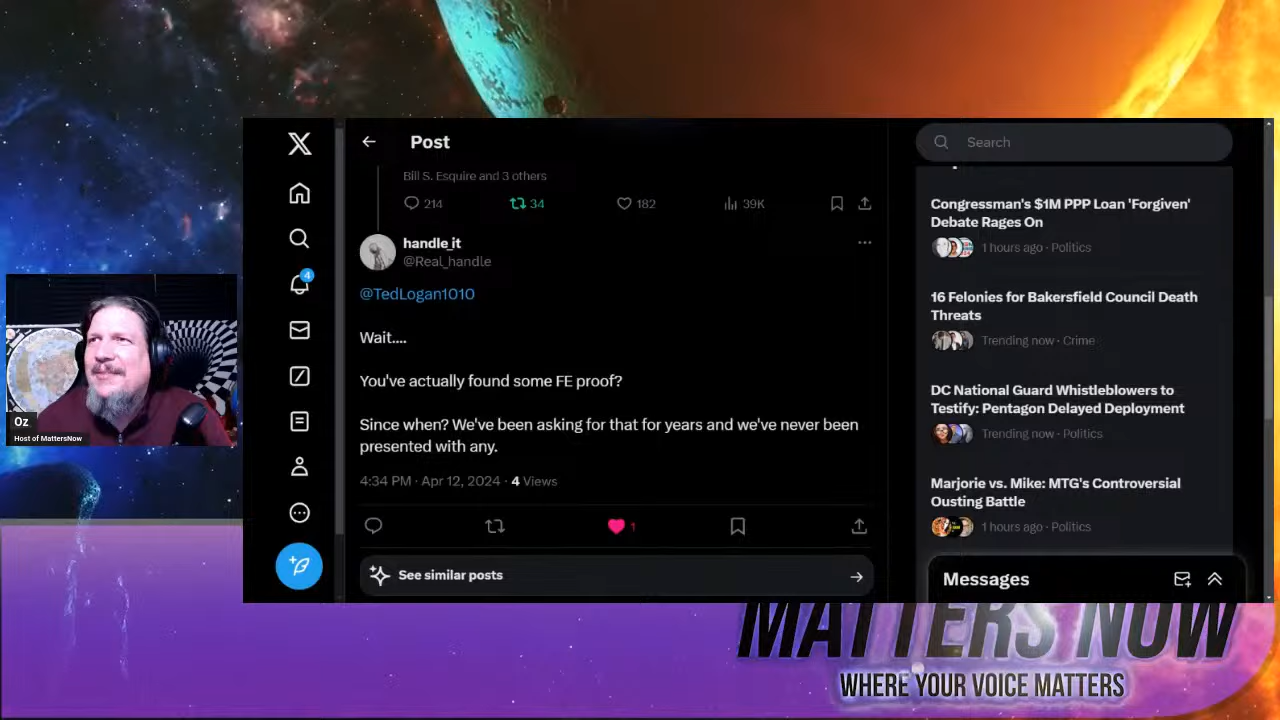 Post
Search
Bill S. Esquire and 3 others
214
34
182
39K
handle_it
@Real_handle
@TedLogan1010
Wait....
You've actually found some FE proof?
Since when? We've been asking for that for years and we've never been
presented with any.
4:34 PM · Apr 12, 2024 · 4 Views
1
See similar posts
4
Congressman's $1M PPP Loan 'Forgiven'
Debate Rages On
1 hours ago · Politics
16 Felonies for Bakersfield Council Death
Threats
Trending now · Crime
DC National Guard Whistleblowers to
Testify: Pentagon Delayed Deployment
Trending now · Politics
Marjorie vs. Mike: MTG's Controversial
Ousting Battle
1 hours ago · Politics
Messages
Oz
Host of MattersNow
MATTERS NOW
WHERE YOUR VOICE MATTERS